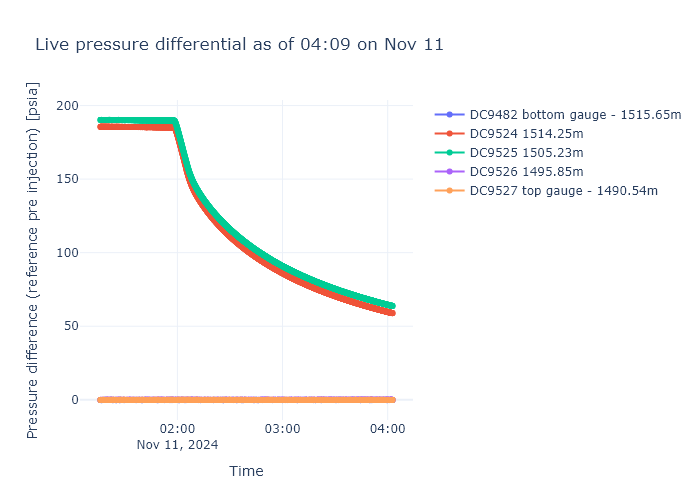 Live pressure differential as of 04:09 on Nov 11
Pressure difference (reference pre injection) [psia]
200
150
100
50
0
02:00
Nov 11, 2024
03:00
04:00
Time
DC9482 bottom gauge - 1515.65m
DC9524 1514.25m
DC9525 1505.23m
DC9526 1495.85m
DC9527 top gauge - 1490.54m